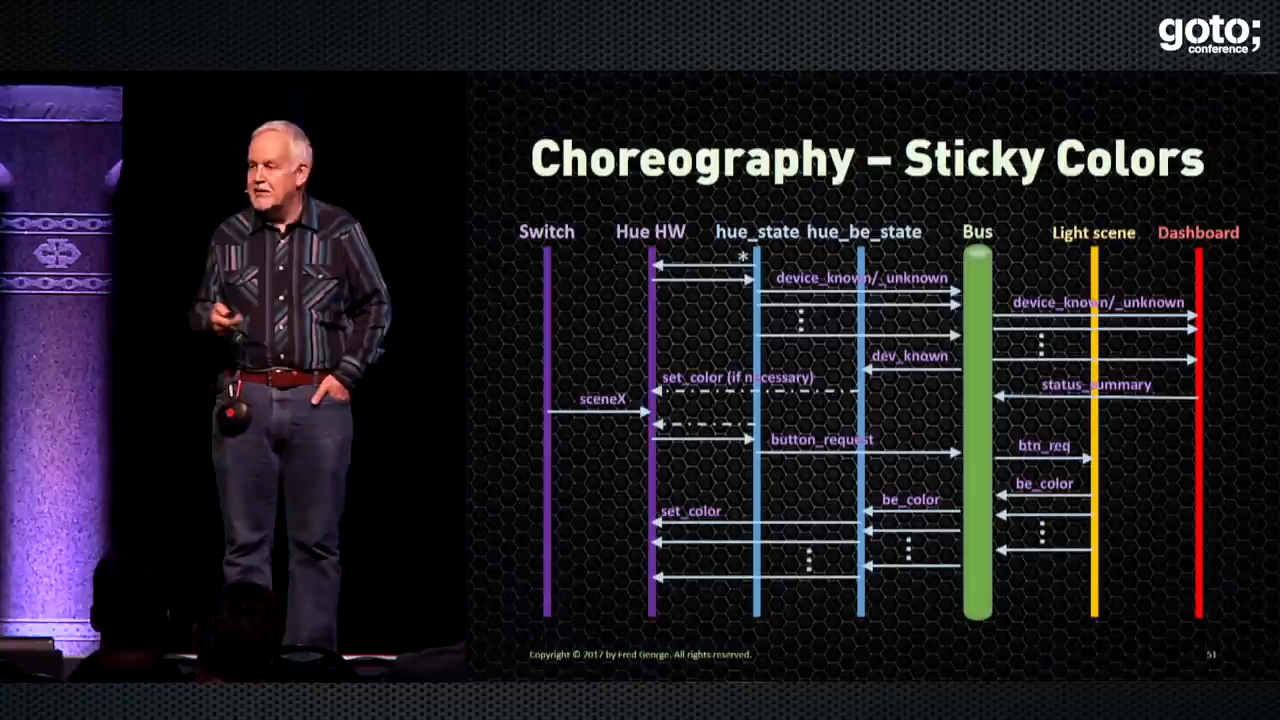 goto;
conference
Choreography – Sticky Colors
Switch
Hue HW
hue_state
hue_be_state
Bus
Light scene
Dashboard
*
device_known/_unknown
device_known/_unknown
dev_known
set_color (if necessary)
status_summary
sceneX
button_request
btn_req
be_color
be_color
set_color
Copyright © 2017 by Fred George. All rights reserved.
51